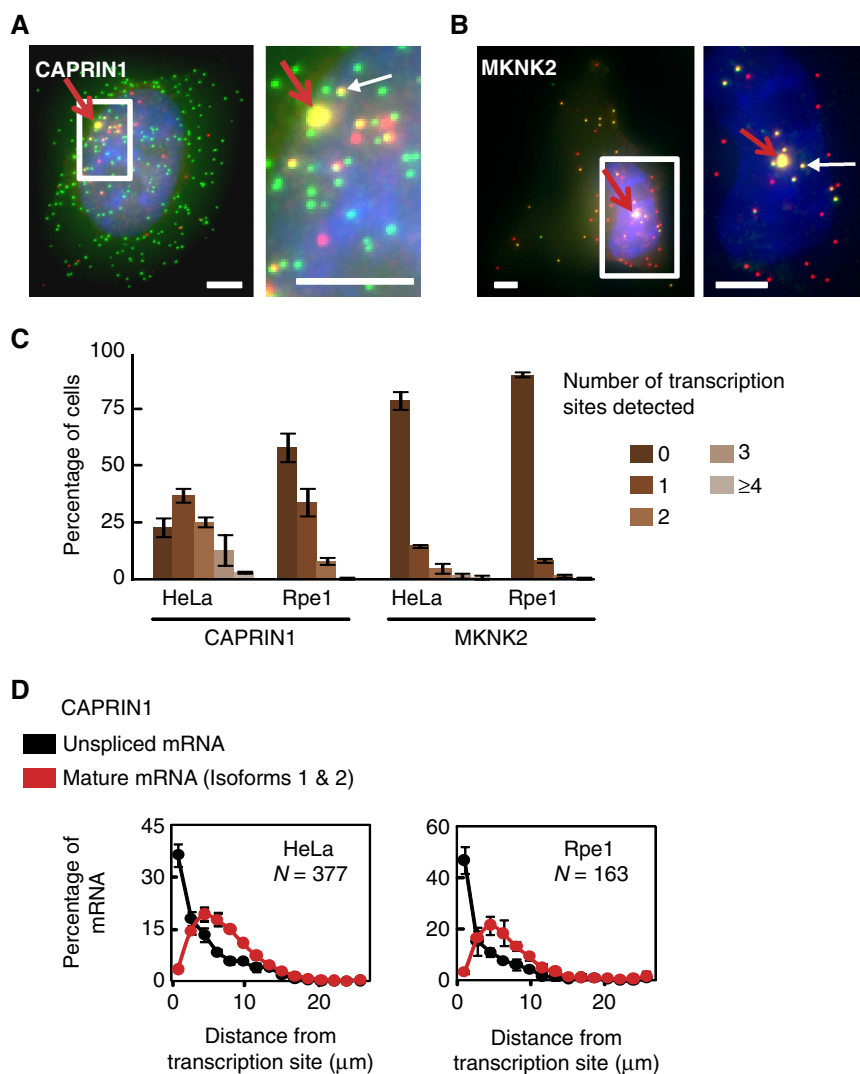 A
CAPRIN1
B
MKNK2
C
100
75
50
25
0
Percentage of cells
HeLa
Rpe1
HeLa
Rpe1
CAPRIN1
MKNK2
Number of transcription
sites detected
0
1
2
3
≥4
D
CAPRIN1
Unspliced mRNA
Mature mRNA (Isoforms 1 & 2)
Percentage of
mRNA
45
30
15
0
HeLa
N = 377
0 10 20
Distance from
transcription site (μm)
60
40
20
0
Rpe1
N = 163
0 10 20
Distance from
transcription site (μm)